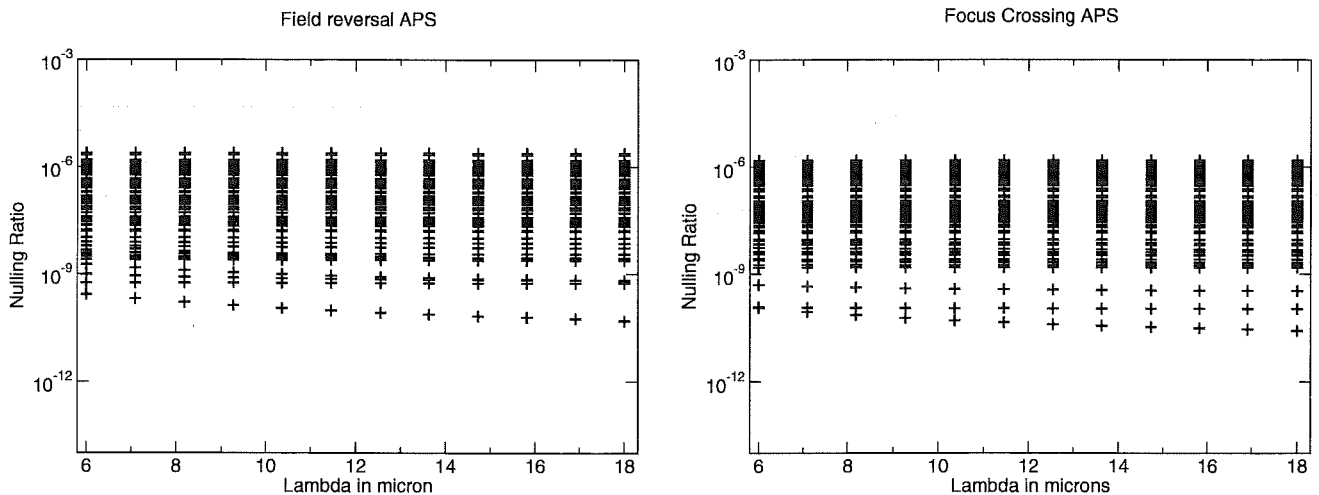 Field reversal APS
Nulling Ratio
10^-3
10^-6
10^-9
10^-12
6 8 10 12 14 16 18
Lambda in micron
Focus Crossing APS
Nulling Ratio
10^-3
10^-6
10^-9
10^-12
6 8 10 12 14 16 18
Lambda in microns